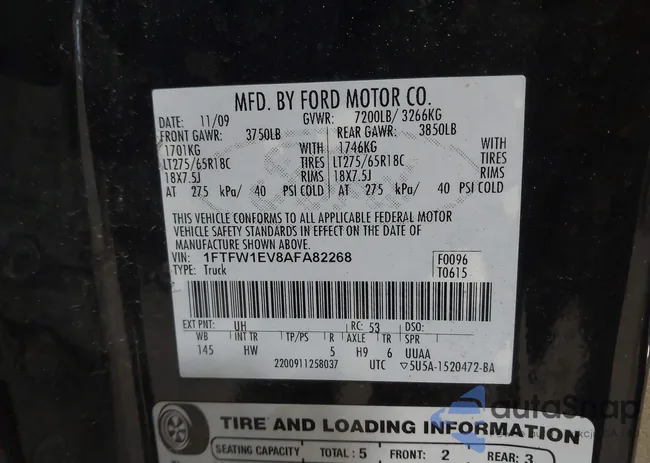 MFD. BY FORD MOTOR CO.
DATE: 11/09 GVWR: 7200LB/ 3266KG
FRONT GAWR: 3750LB REAR GAWR: 3850LB
1701KG WITH 1746KG WITH
LT275/65R18C TIRES LT275/65R18C TIRES
18X7.5J RIMS 18X7.5J RIMS
AT 275 kPa/ 40 PSI COLD AT 275 kPa/ 40 PSI COLD
THIS VEHICLE CONFORMS TO ALL APPLICABLE FEDERAL MOTOR
VEHICLE SAFETY STANDARDS IN EFFECT ON THE DATE OF
MANUFACTURE SHOWN ABOVE.
VIN: 1FTFW1EV8AFA82268 F0096
TYPE: Truck T0615
EXT PNT: UH RC: 53 DSO:
WB INT TR TP/PS R AXLE TR SPR
145 HW 5 H9 6 UUAA
2200911258037 UTC ▽5U5A-1520472-BA
autoSnap
TIRE AND LOADING INFORMATION
SEATING CAPACITY TOTAL: 5 FRONT: 2 REAR: 3